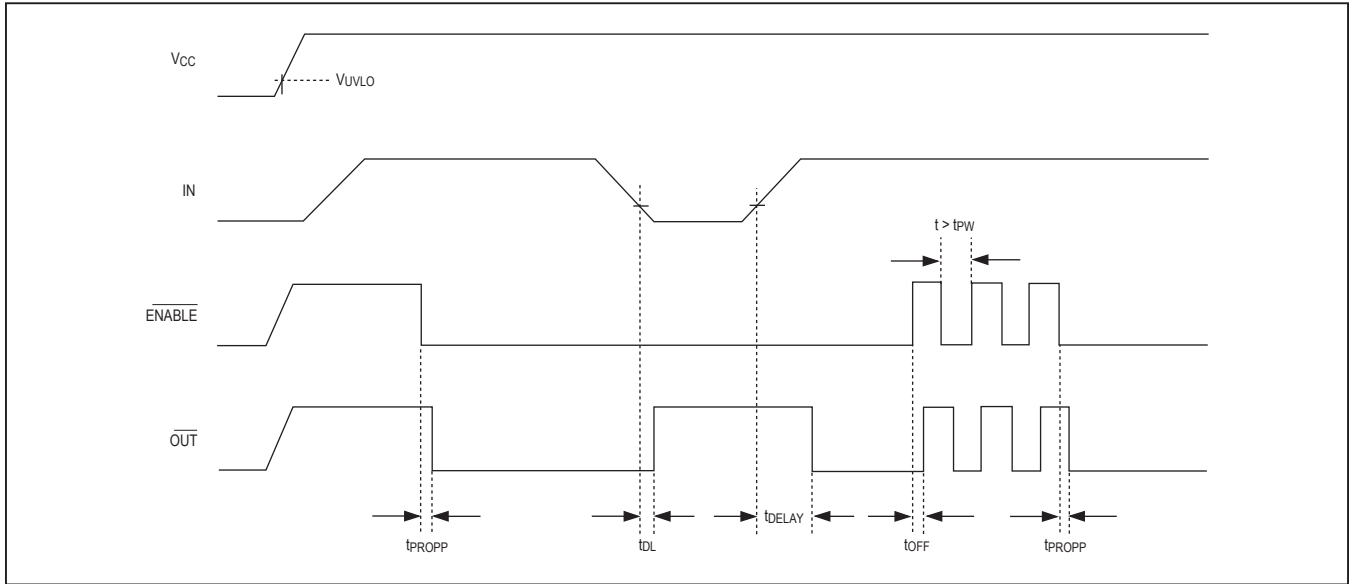 VCC
VUVLO
IN
t > tPW
ENABLE
OUT
tPROPP
tDL
tDELAY
tOFF
tPROPP